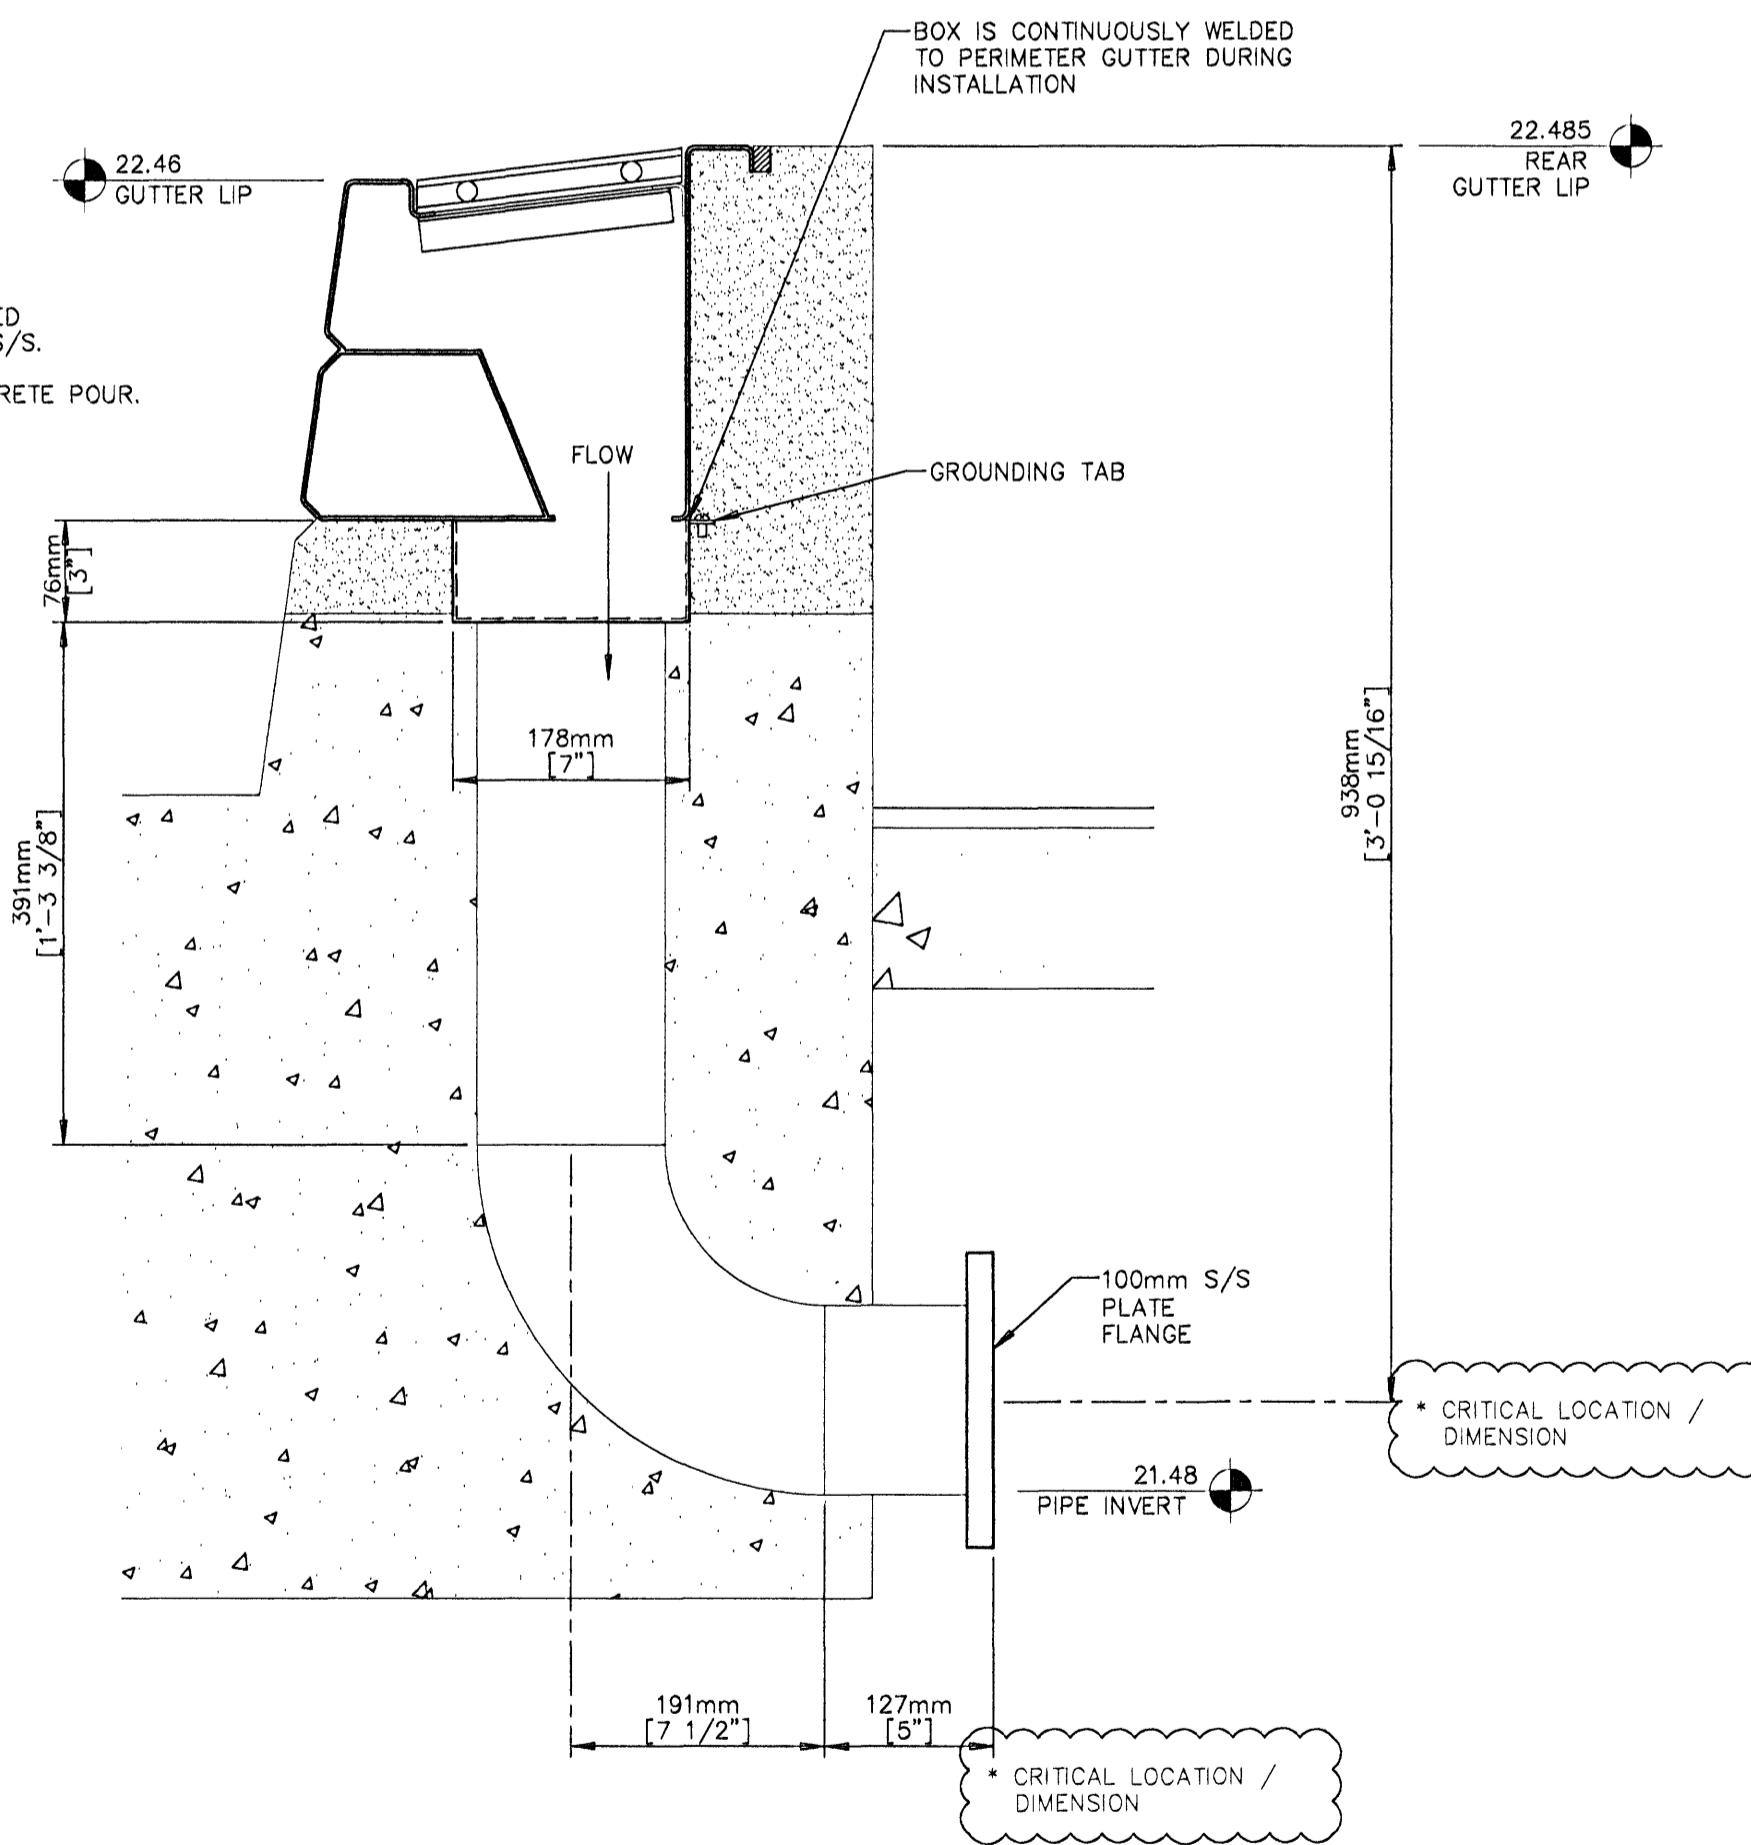 BOX IS CONTINUOUSLY WELDED
TO PERIMETER GUTTER DURING
INSTALLATION
22.46
GUTTER LIP
22.485
REAR
GUTTER LIP
S/S.
CRETE POUR.
FLOW
GROUNDING TAB
76mm
[3"]
178mm
[7"]
391mm
[1'-3 3/8"]
938mm
[3'-0 15/16"]
100mm S/S
PLATE
FLANGE
* CRITICAL LOCATION /
DIMENSION
21.48
PIPE INVERT
191mm
[7 1/2"]
127mm
[5"]
* CRITICAL LOCATION /
DIMENSION